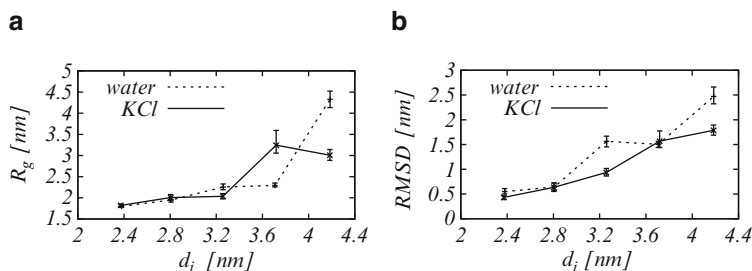 a
5
4.5
4
3.5
3
2.5
2
1.5
R_g [nm]
water
KCl
2 2.4 2.8 3.2 3.6 4 4.4
d_i [nm]
b
3
2.5
2
1.5
1
0.5
0
RMSD [nm]
water
KCl
2 2.4 2.8 3.2 3.6 4 4.4
d_i [nm]